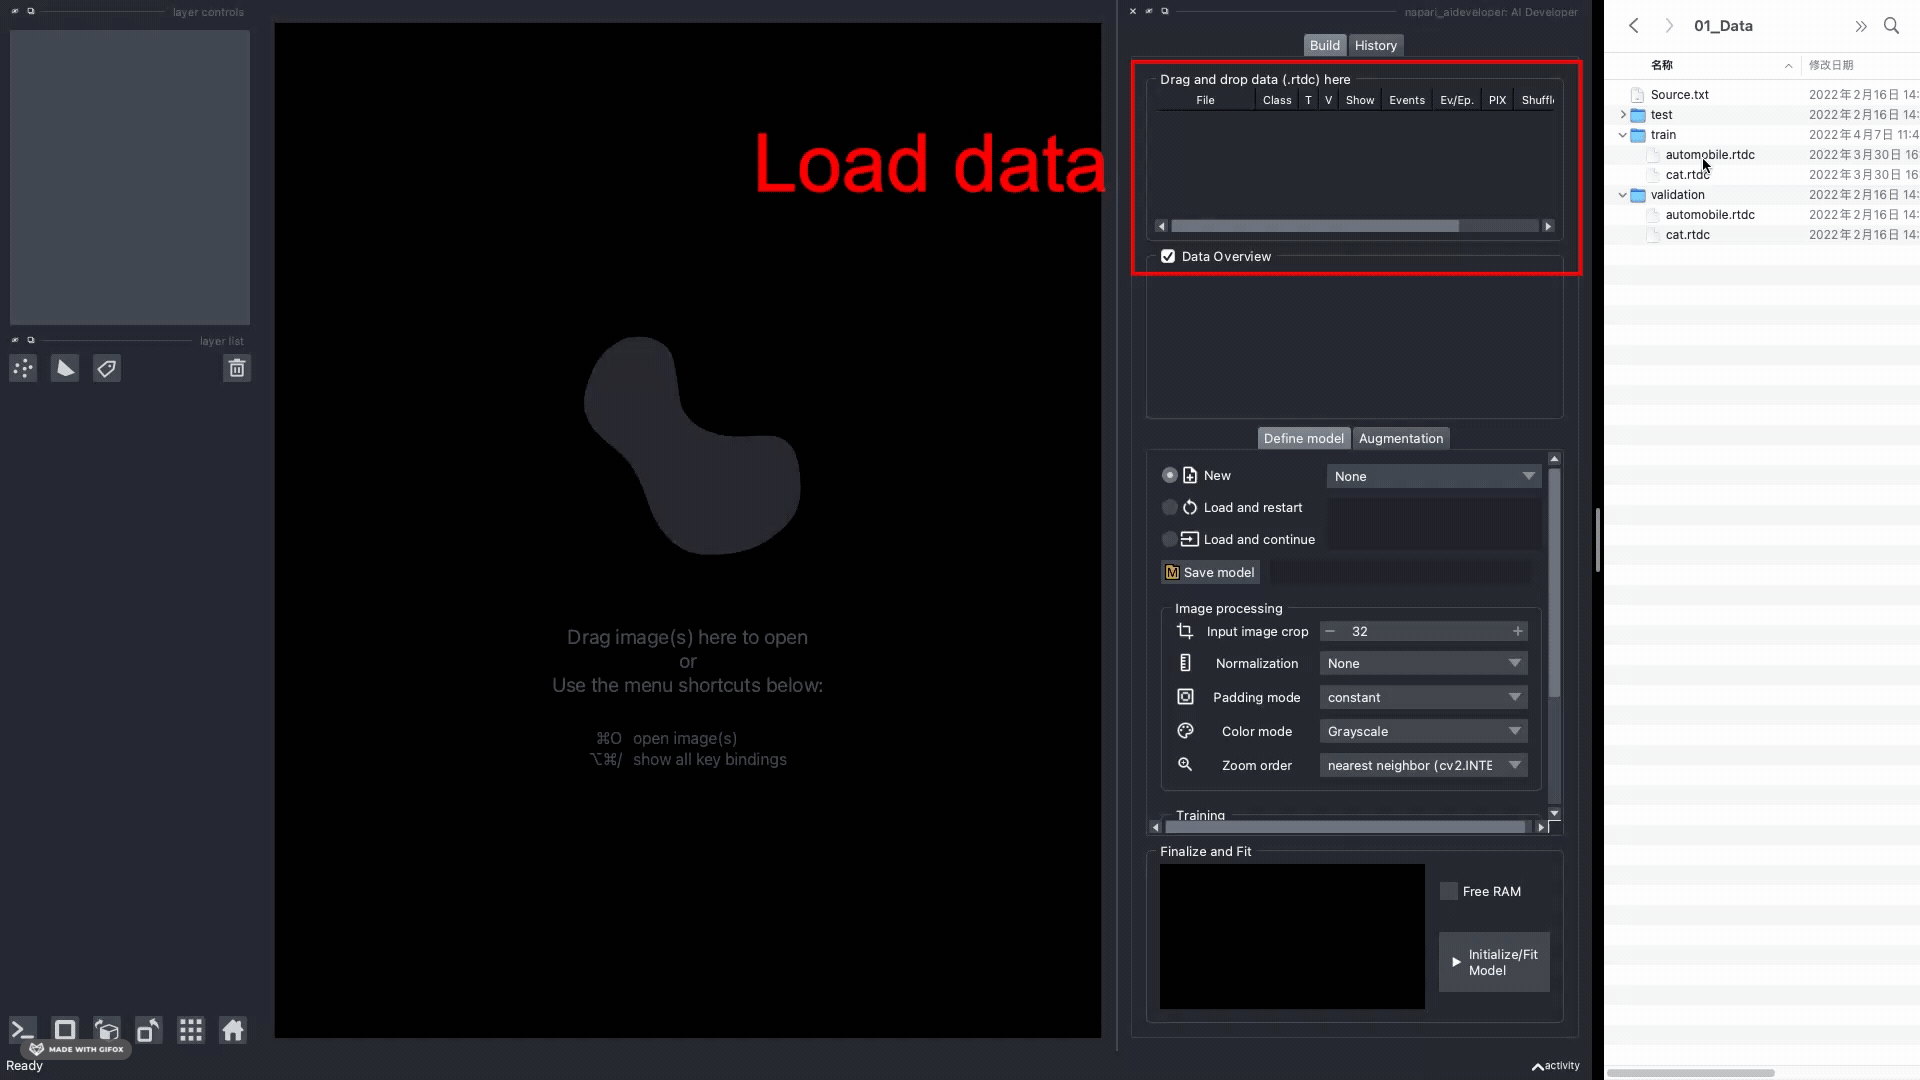 layer controls
layer list
Load data
Drag image(s) here to open
or
Use the menu shortcuts below:
⌘O open image(s)
⌥⌘/ show all key bindings
MADE WITH GIFOX
Ready
napari_aideveloper: AI Developer
Build History
Drag and drop data (.rtdc) here
File Class T V Show Events Ev./Ep. PIX Shuffl
Data Overview
Define model Augmentation
New None
Load and restart
Load and continue
M Save model
Image processing
Input image crop − 32 +
Normalization None
Padding mode constant
Color mode Grayscale
Zoom order nearest neighbor (cv2.INTE
Training
Finalize and Fit
Free RAM
Initialize/Fit
Model
activity
01_Data
名称 修改日期
Source.txt 2022年2月16日 14:
test 2022年2月16日 14:
train 2022年4月7日 11:4
automobile.rtdc 2022年3月30日 16
cat.rtdc 2022年3月30日 16
validation 2022年2月16日 14:
automobile.rtdc 2022年2月16日 14:
cat.rtdc 2022年2月16日 14: